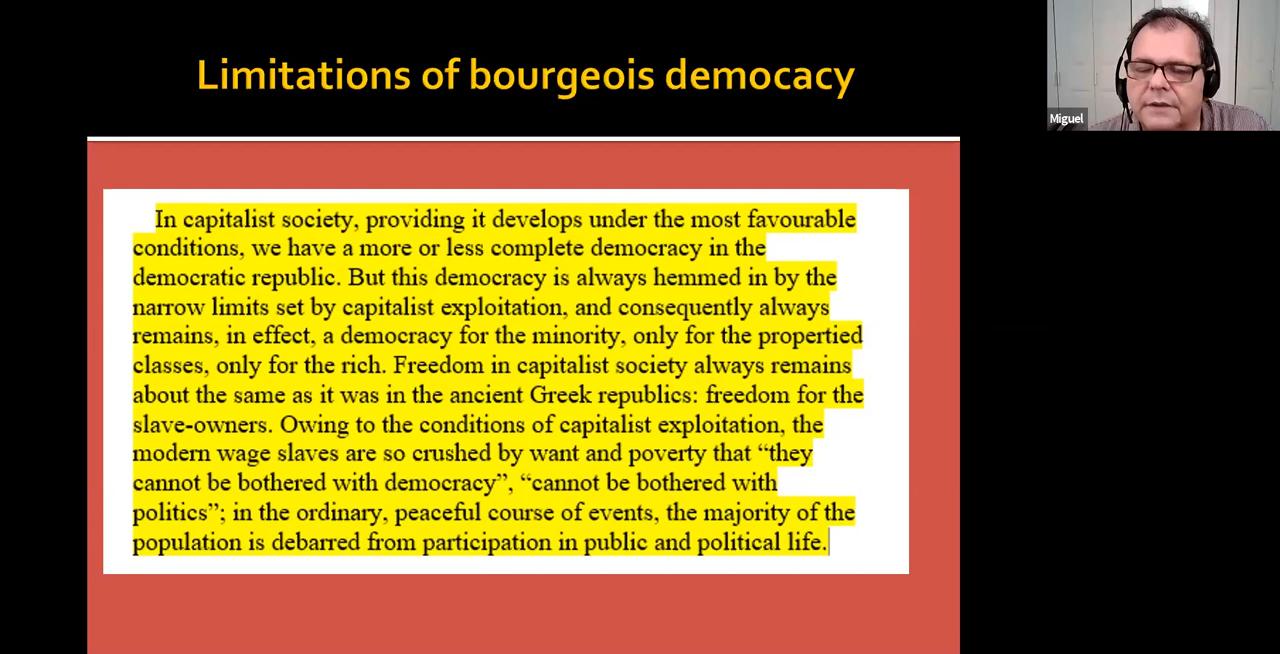 Limitations of bourgeois democacy
Miguel
In capitalist society, providing it develops under the most favourable
conditions, we have a more or less complete democracy in the
democratic republic. But this democracy is always hemmed in by the
narrow limits set by capitalist exploitation, and consequently always
remains, in effect, a democracy for the minority, only for the propertied
classes, only for the rich. Freedom in capitalist society always remains
about the same as it was in the ancient Greek republics: freedom for the
slave-owners. Owing to the conditions of capitalist exploitation, the
modern wage slaves are so crushed by want and poverty that “they
cannot be bothered with democracy”, “cannot be bothered with
politics”; in the ordinary, peaceful course of events, the majority of the
population is debarred from participation in public and political life.